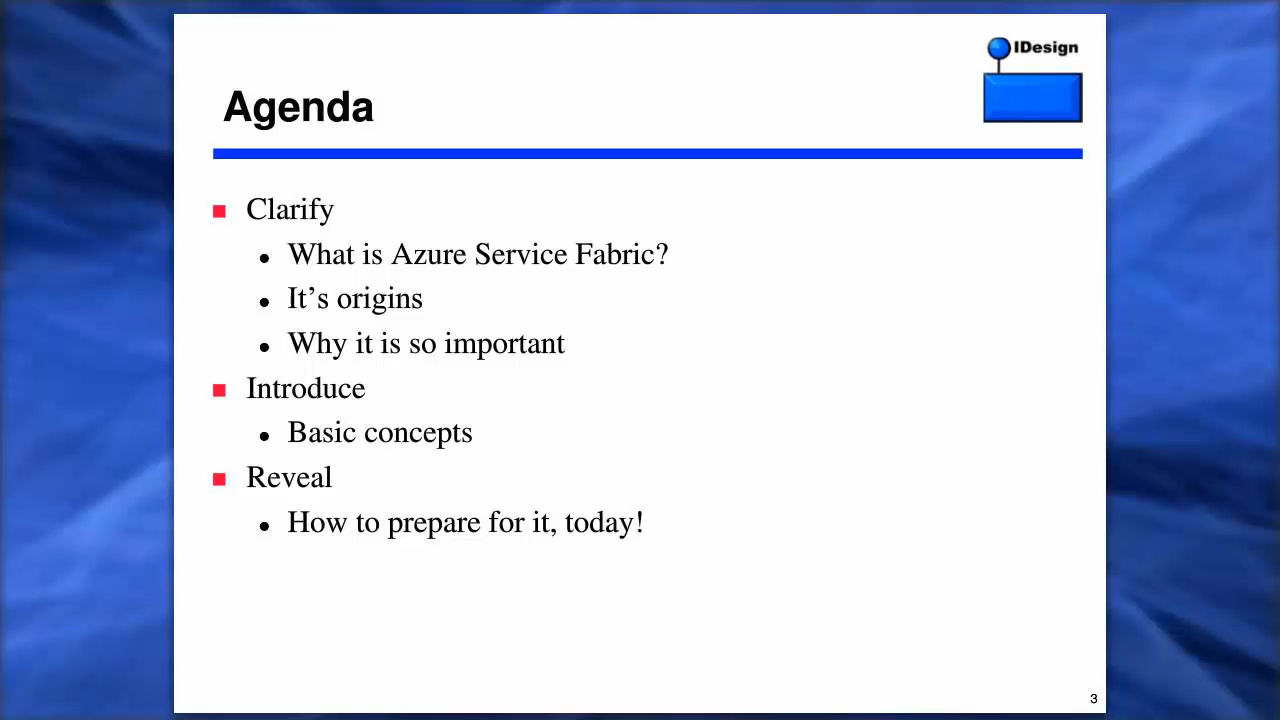 IDesign
Agenda
Clarify
What is Azure Service Fabric?
It’s origins
Why it is so important
Introduce
Basic concepts
Reveal
How to prepare for it, today!
3